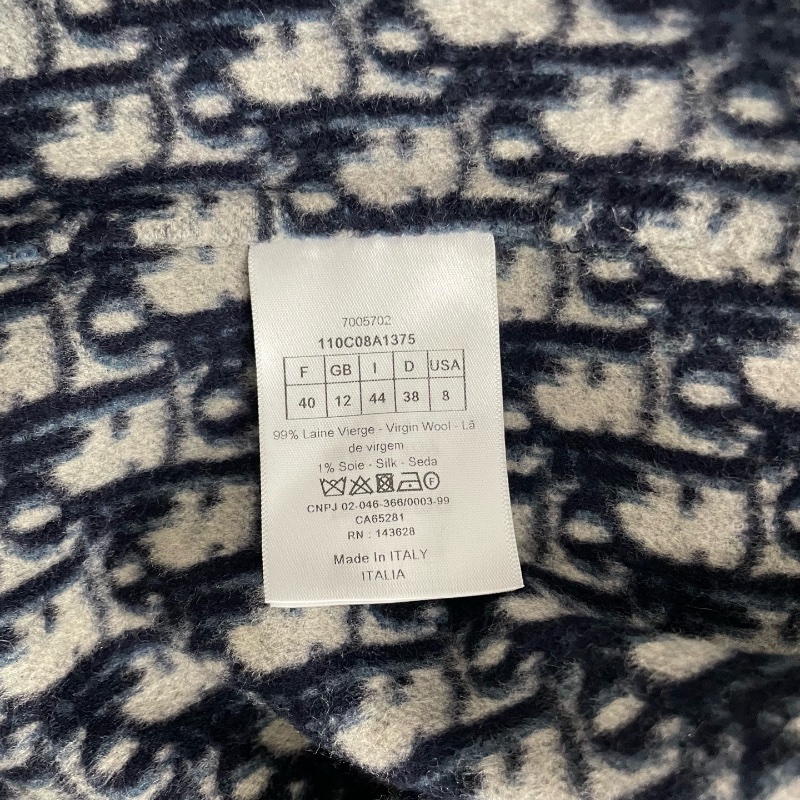 7005702
110C08A1375
F GB I D USA
40 12 44 38 8
99% Laine Vierge - Virgin Wool - Lã
de virgem
1% Soie - Silk - Seda
F
CNPJ 02-046-366/0003-99
CA65281
RN : 143628
Made In ITALY
ITALIA